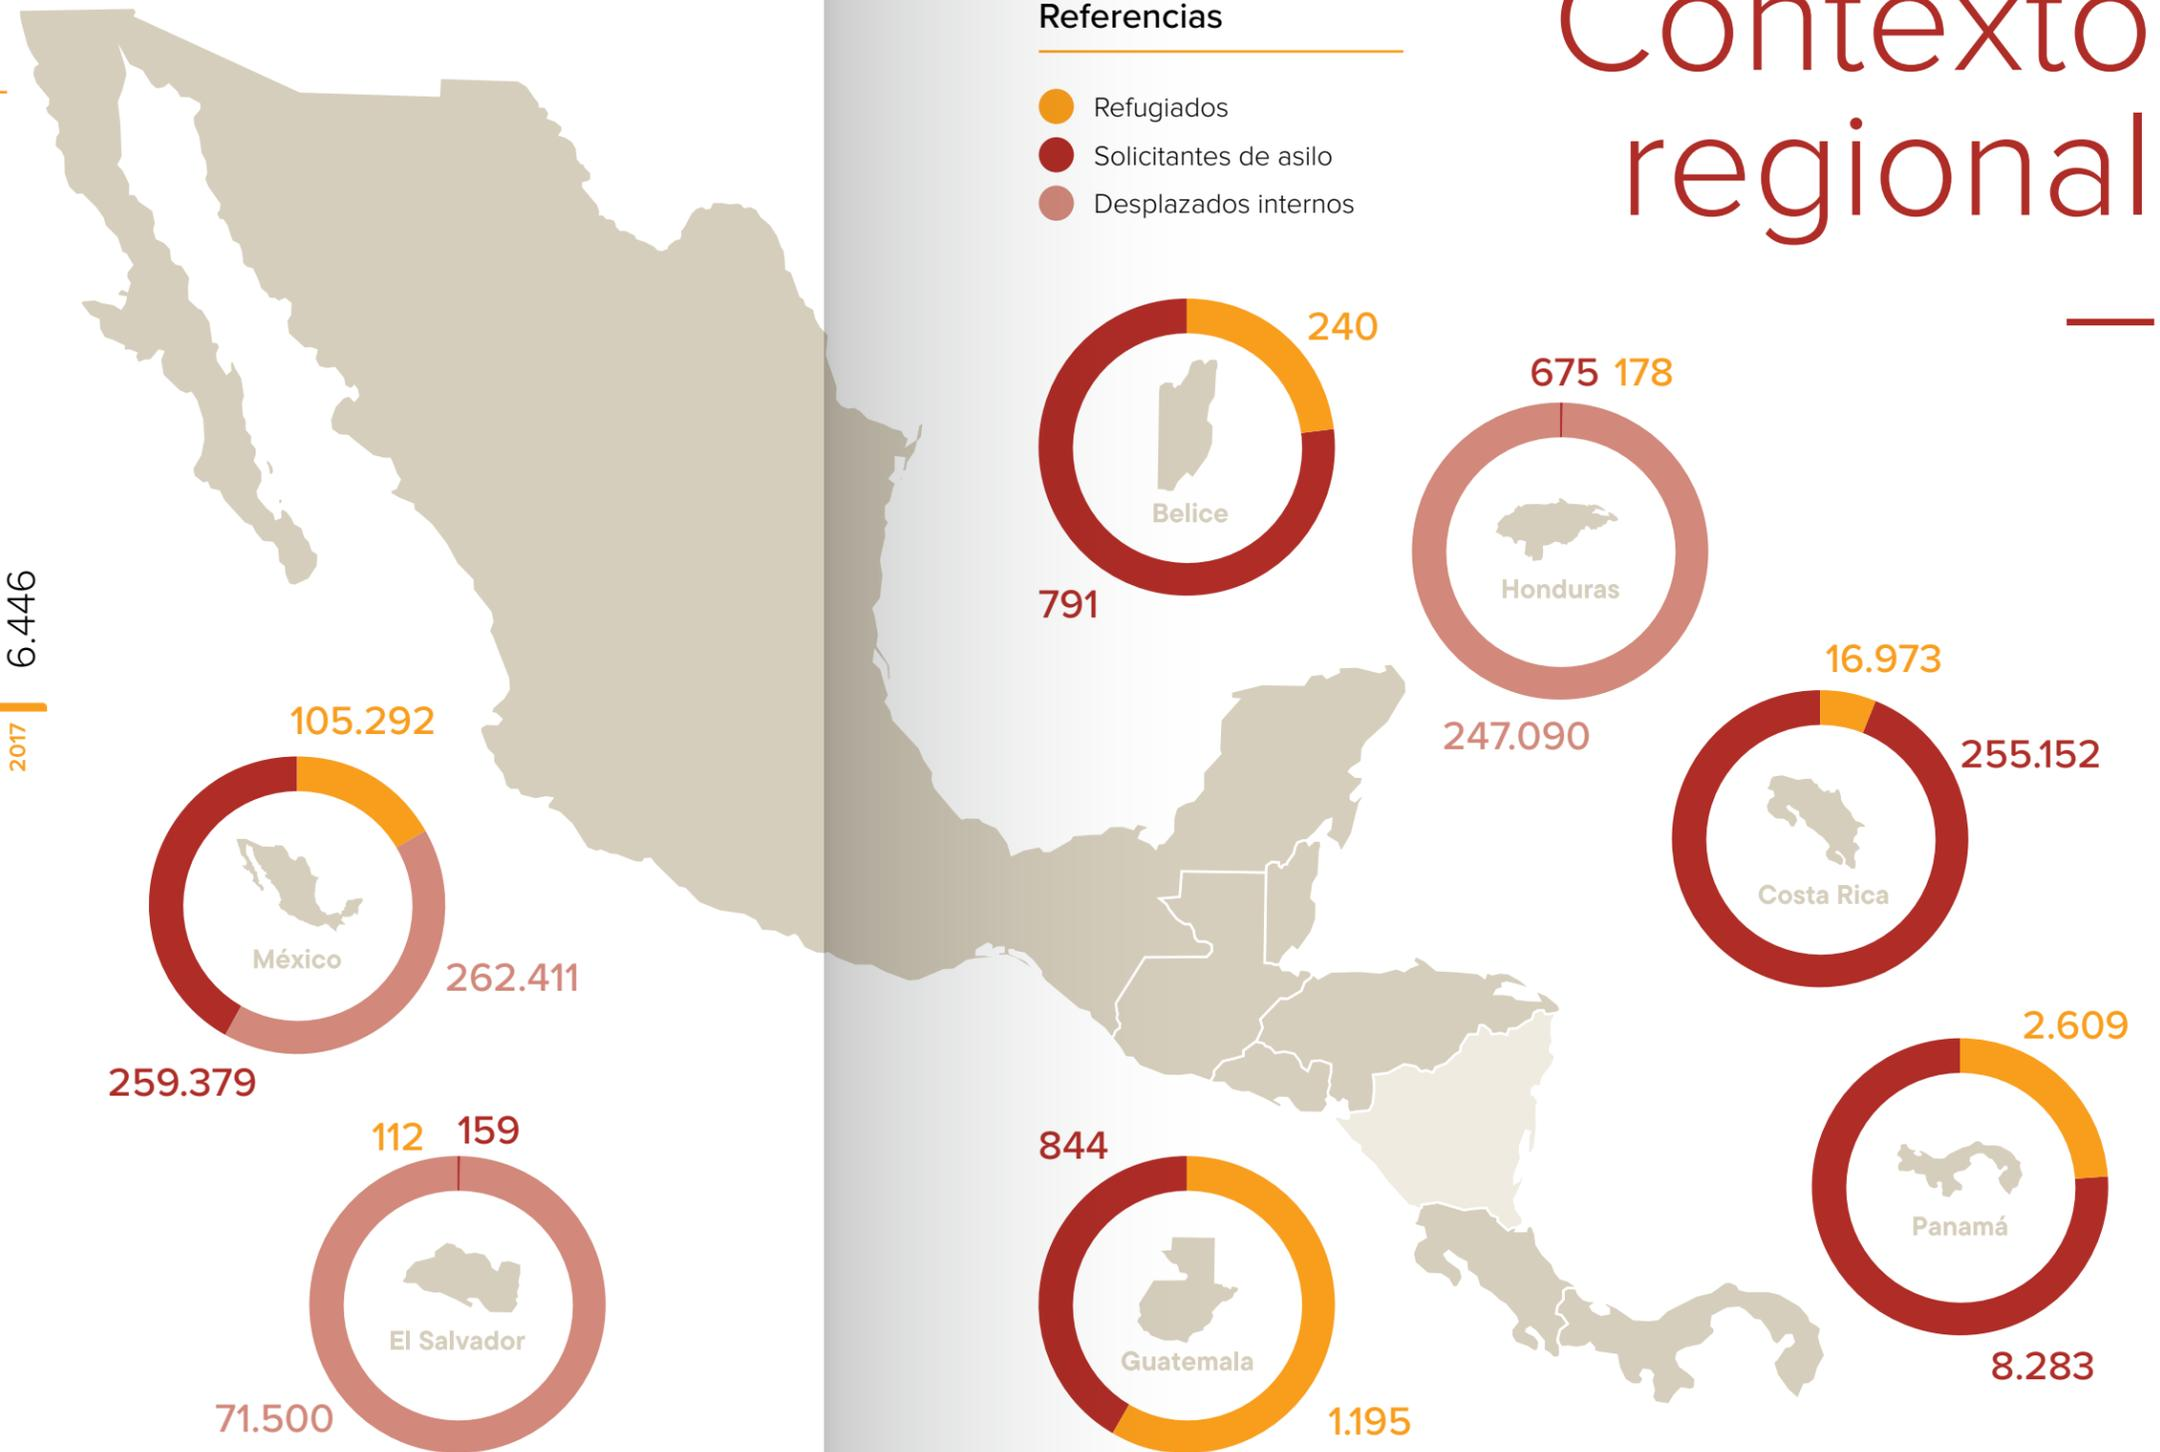 Referencias
Refugiados
Solicitantes de asilo
Desplazados internos
Contexto
regional
240
Belice
791
675 178
Honduras
247.090
16.973
255.152
Costa Rica
2.609
Panamá
8.283
6.446
2017
105.292
México
262.411
259.379
112 159
El Salvador
71.500
844
Guatemala
1.195